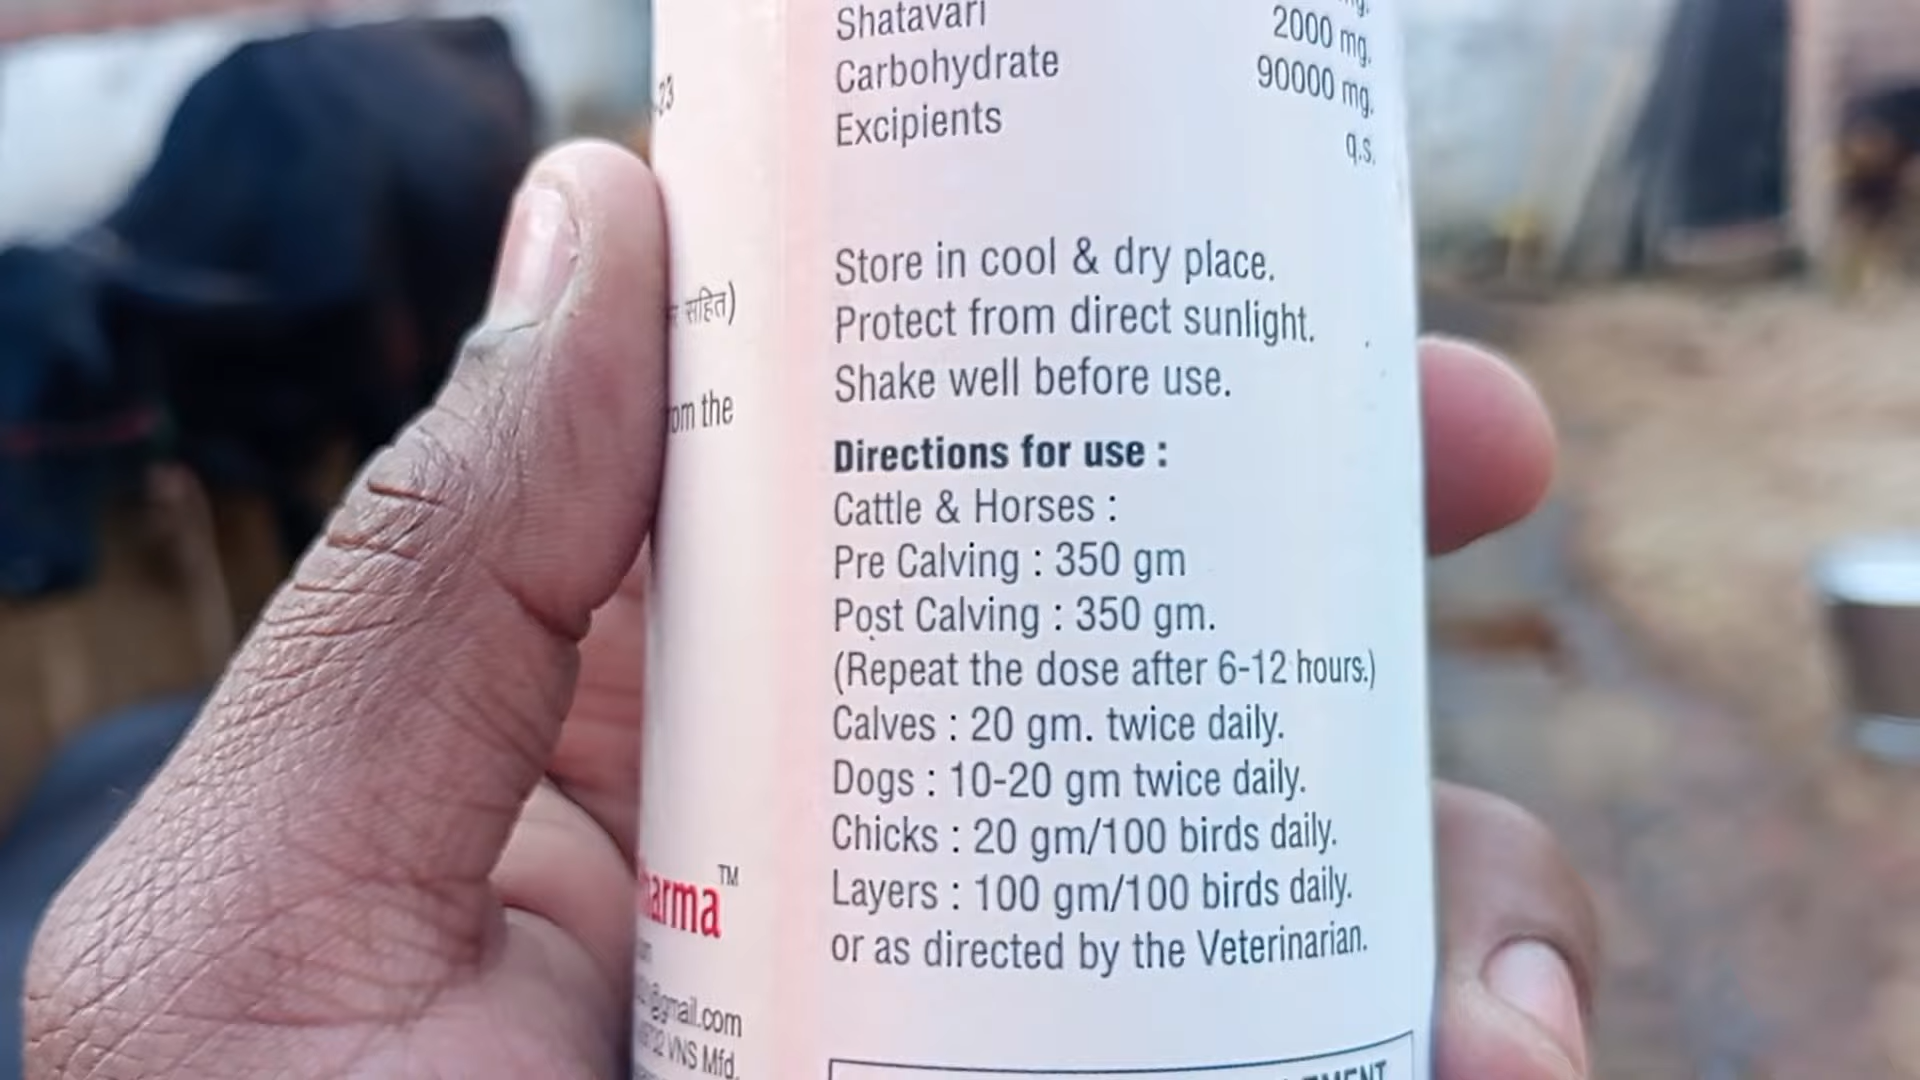 Shatavari
mg.
Carbohydrate
2000 mg.
Excipients
90000 mg.
q.s.
23
सहित)
om the
Store in cool & dry place.
Protect from direct sunlight.
Shake well before use.
Directions for use :
Cattle & Horses :
Pre Calving : 350 gm
Post Calving : 350 gm.
(Repeat the dose after 6-12 hours.)
Calves : 20 gm. twice daily.
Dogs : 10-20 gm twice daily.
Chicks : 20 gm/100 birds daily.
Layers : 100 gm/100 birds daily.
or as directed by the Veterinarian.
harma™
@gmail.com
VNS Mfd.